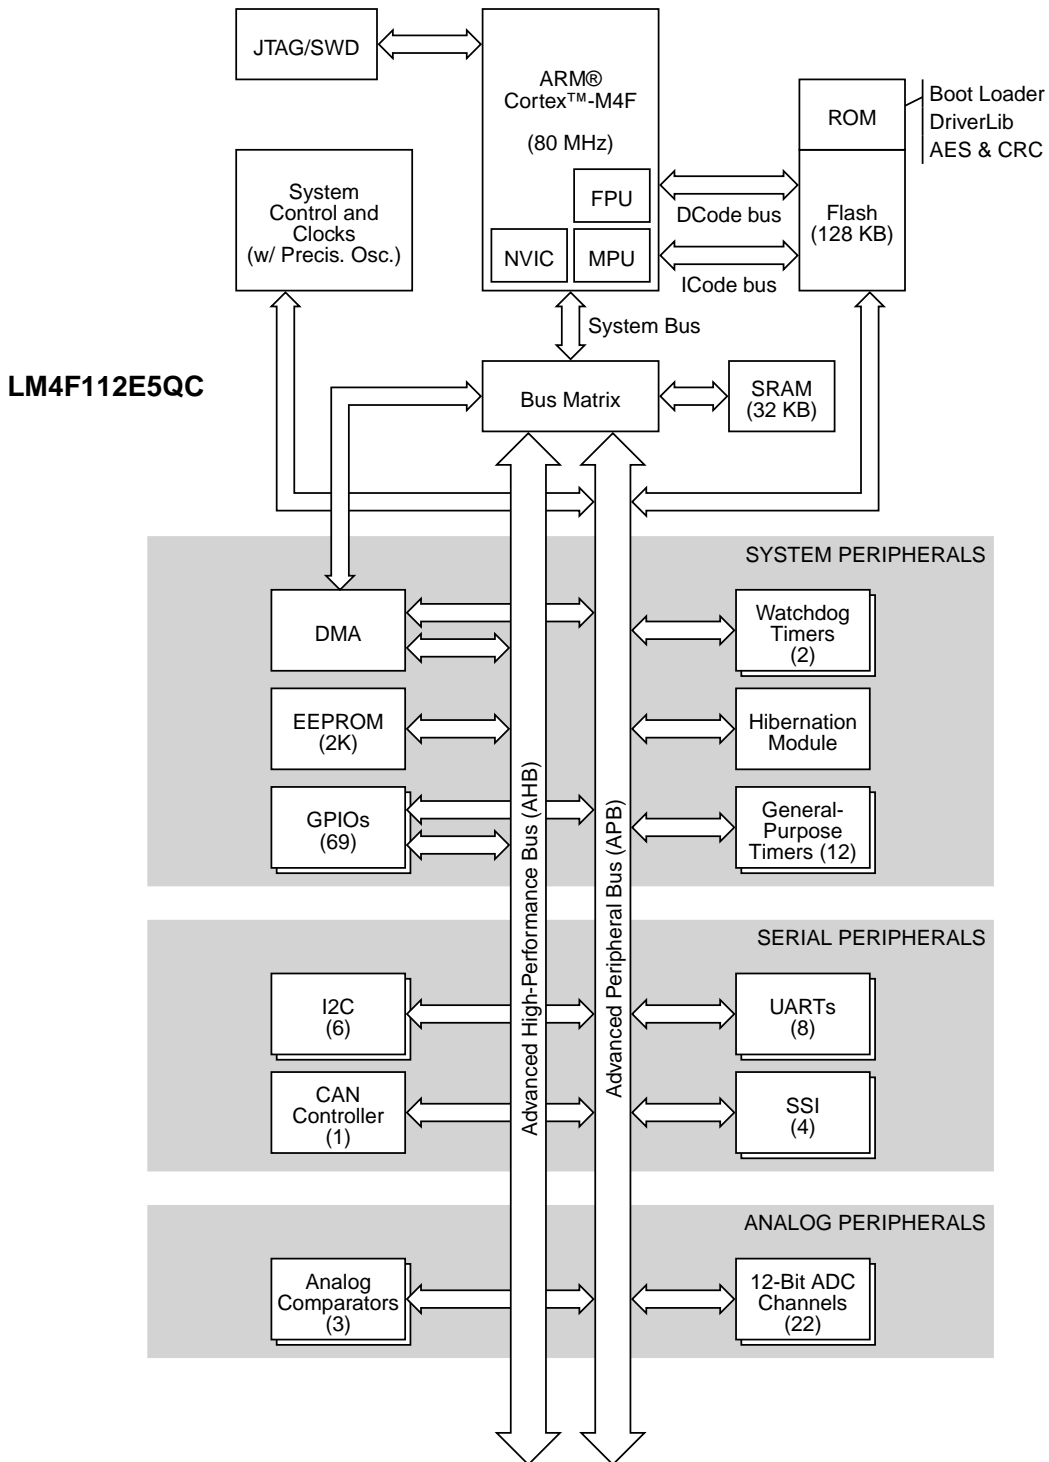 JTAG/SWD
ARM®
Cortex™-M4F
(80 MHz)
ROM
Boot Loader
DriverLib
AES & CRC
System
Control and
Clocks
(w/ Precis. Osc.)
FPU
NVIC
MPU
DCode bus
ICode bus
Flash
(128 KB)
System Bus
LM4F112E5QC
Bus Matrix
SRAM
(32 KB)
SYSTEM PERIPHERALS
DMA
Watchdog
Timers
(2)
EEPROM
(2K)
Hibernation
Module
GPIOs
(69)
General-
Purpose
Timers (12)
Advanced High-Performance Bus (AHB)
Advanced Peripheral Bus (APB)
SERIAL PERIPHERALS
I2C
(6)
UARTs
(8)
CAN
Controller
(1)
SSI
(4)
ANALOG PERIPHERALS
Analog
Comparators
(3)
12-Bit ADC
Channels
(22)